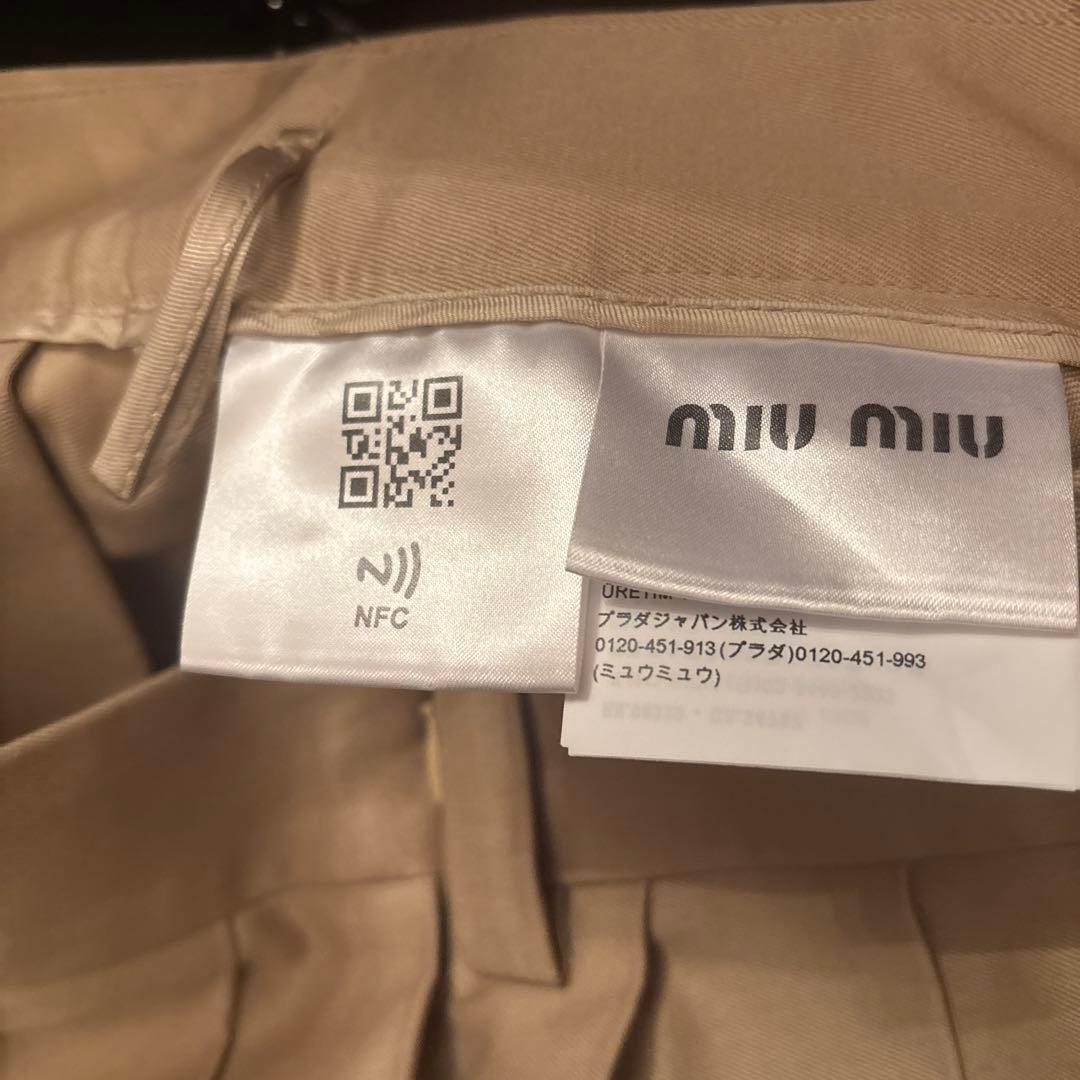 miu miu
NFC
ÜRETİM
プラダジャパン株式会社
0120-451-913(プラダ)0120-451-993
(ミュウミュウ)